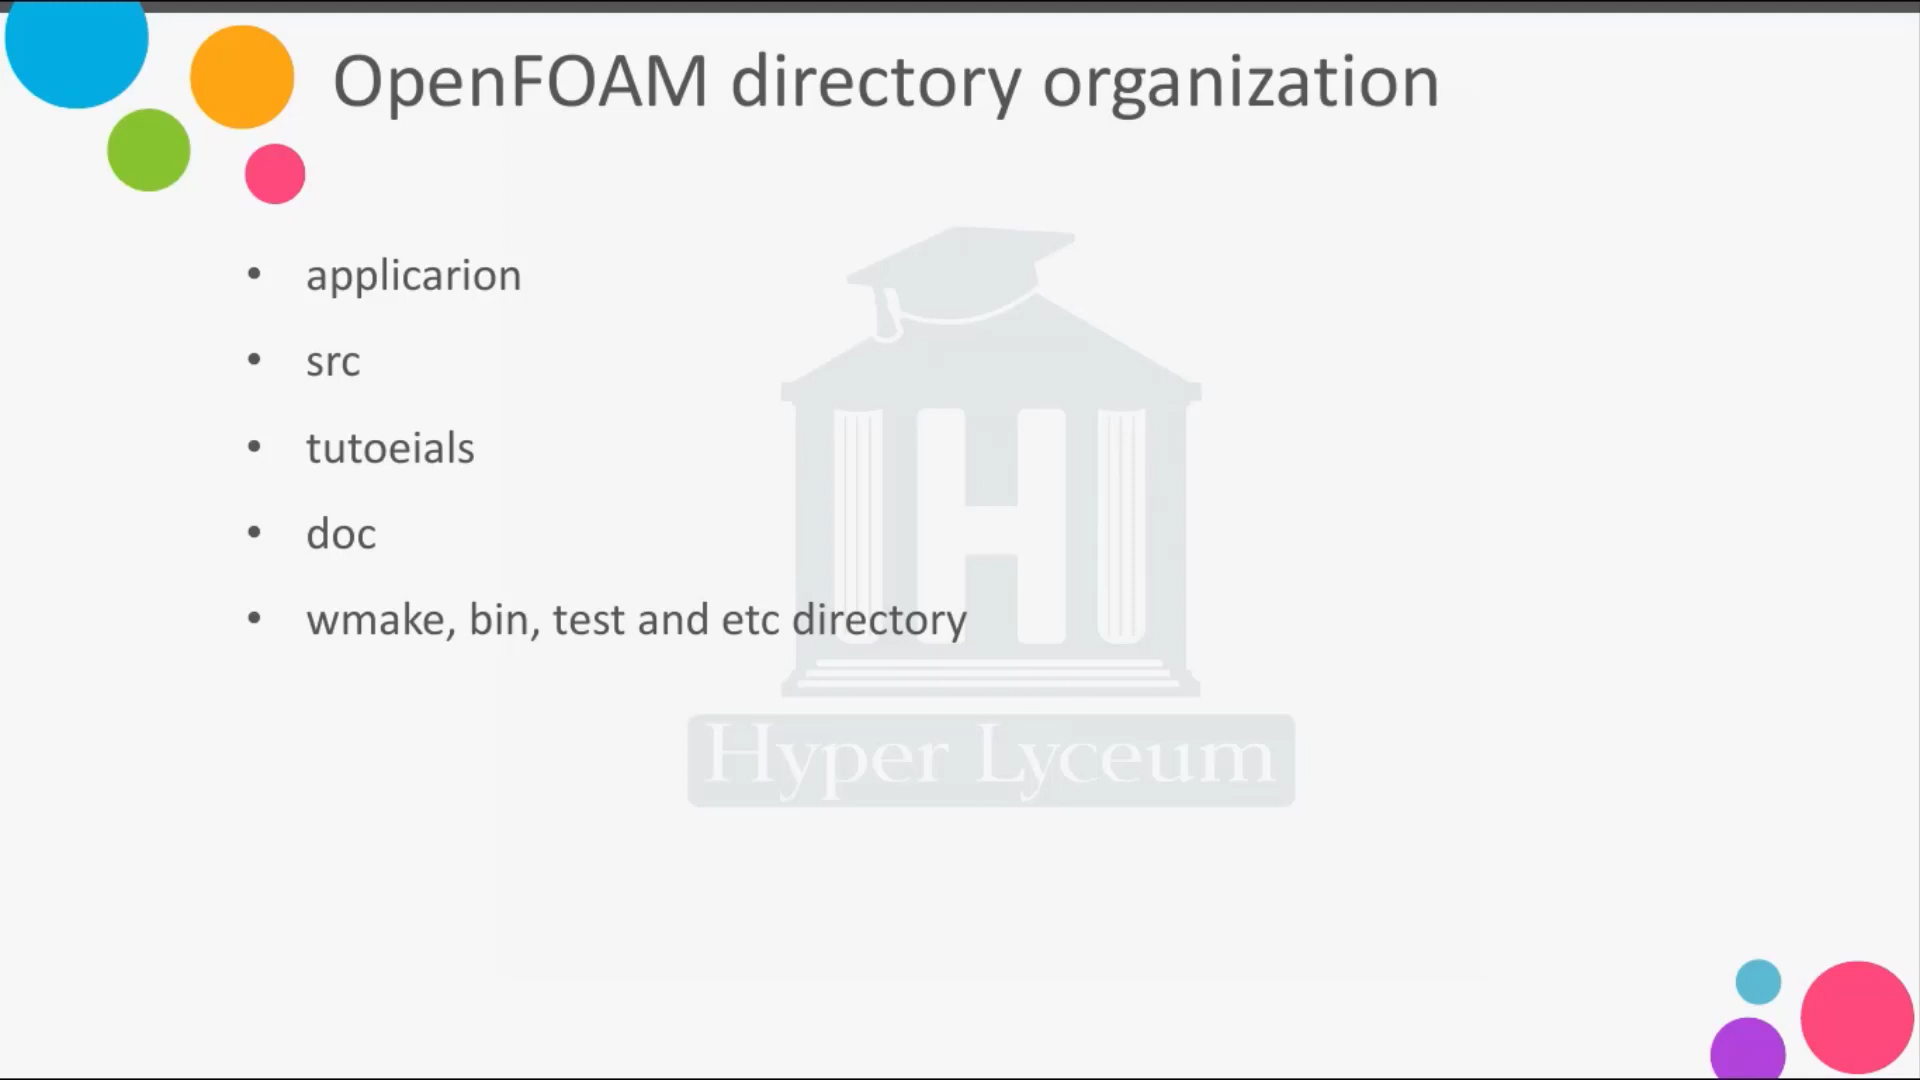 OpenFOAM directory organization
• applicarion
• src
• tutoeials
• doc
• wmake, bin, test and etc directory
H
Hyper Lyceum